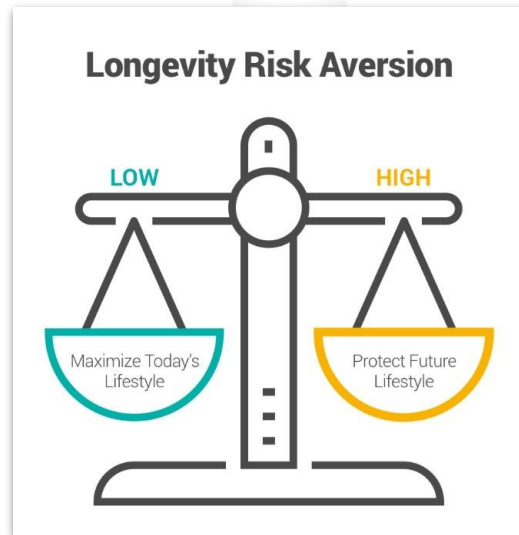 Longevity Risk Aversion
LOW
HIGH
Maximize Today's
Lifestyle
Protect Future
Lifestyle